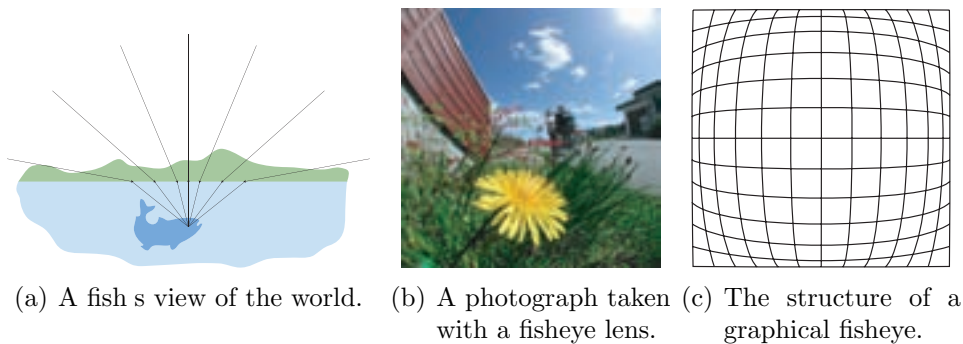 (a) A fish s view of the world.
(b) A photograph taken
with a fisheye lens.
(c) The structure of a
graphical fisheye.